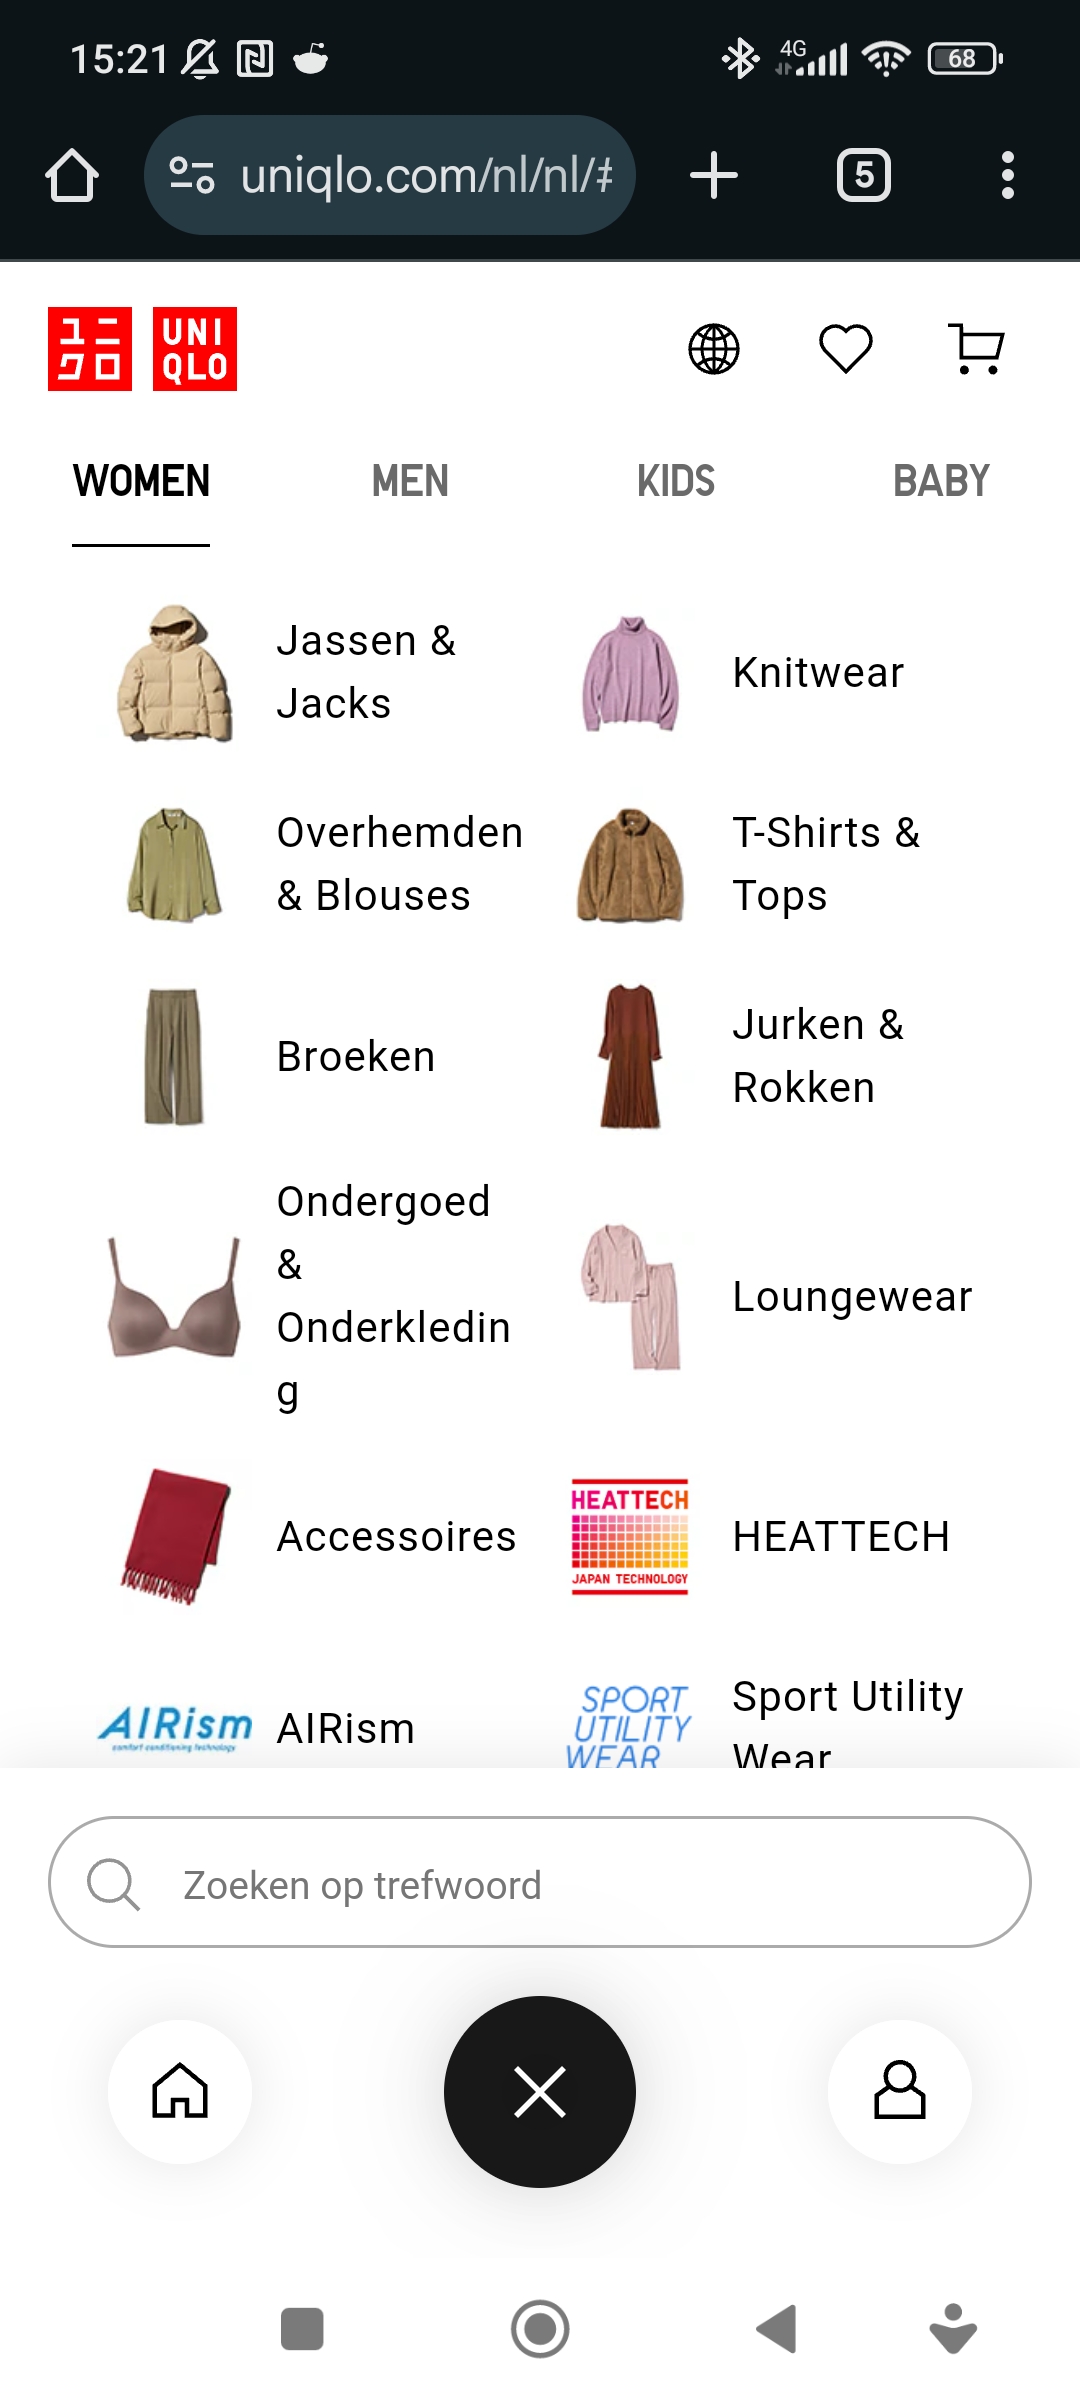 15:21
4G
68
uniqlo.com/nl/nl/#
5
ユニ
クロ
UNI
QLO
WOMEN
MEN
KIDS
BABY
Jassen &
Jacks
Knitwear
Overhemden
& Blouses
T-Shirts &
Tops
Broeken
Jurken &
Rokken
Ondergoed
&
Onderkledin
g
Loungewear
Accessoires
HEATTECH
JAPAN TECHNOLOGY
HEATTECH
AIRism
comfort conditioning technology
AIRism
SPORT
UTILITY
WEAR
Sport Utility
Wear
Zoeken op trefwoord